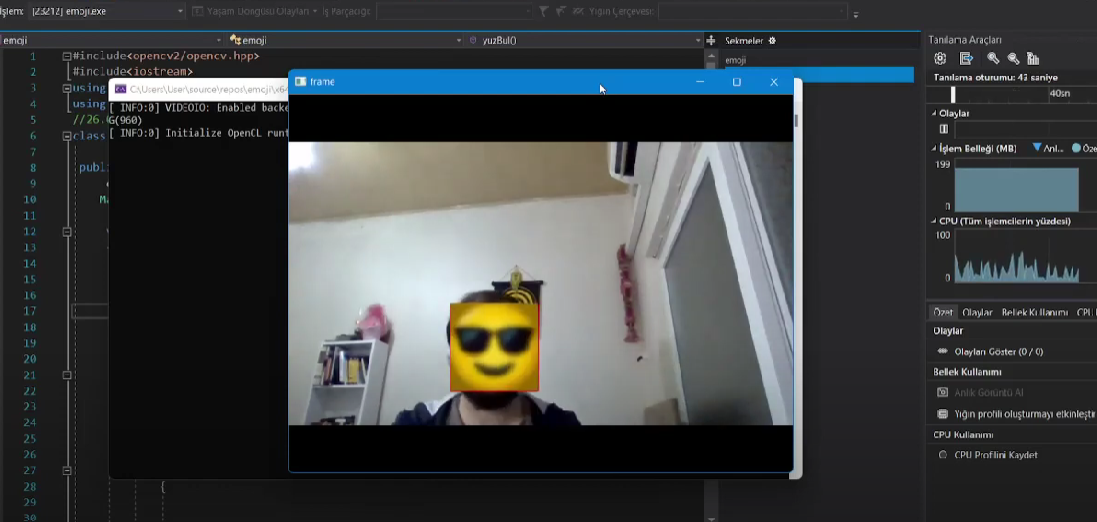 İşlem: [23212] emoji.exe
Yaşam Döngüsü Olayları
İş Parçacığı:
Yığın Çerçevesi:
emoji
emoji
yuzBul()
Sekmeler
emoji
Tanılama Araçları
Tanılama oturumu: 43 saniye
40sn
Olaylar
İşlem Belleği (MB)
Anl...
Öze
199
0
CPU (Tüm işlemcilerin yüzdesi)
100
0
Özet Olaylar Bellek Kullanımı CPU
Olaylar
Olayları Göster (0 / 0)
Bellek Kullanımı
Anlık Görüntü Al
Yığın profili oluşturmayı etkinleştir
CPU Kullanımı
CPU Profilini Kaydet
1 #include<opencv2/opencv.hpp>
2 #include<iostream>
3 using
4 using
5 //26.
6 class
7
8 publi
9
10 Ma
11
12
13
14
15
16
17
18
19
20
21
22
23
24
25
26
27
28 {
29
30
C:\Users\User\source\repos\emoji\x64
[ INFO:0] VIDEOIO: Enabled backe
G(960)
[ INFO:0] Initialize OpenCL runt
frame